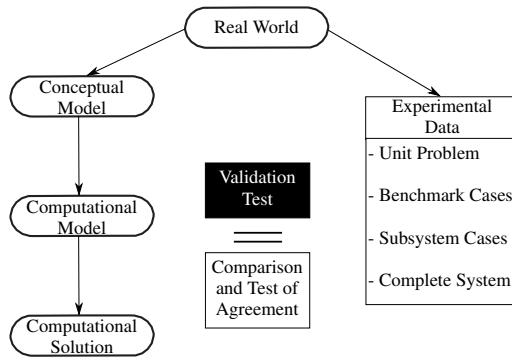 Real World
Conceptual
Model
Computational
Model
Computational
Solution
Validation
Test
Comparison
and Test of
Agreement
Experimental
Data
- Unit Problem
- Benchmark Cases
- Subsystem Cases
- Complete System